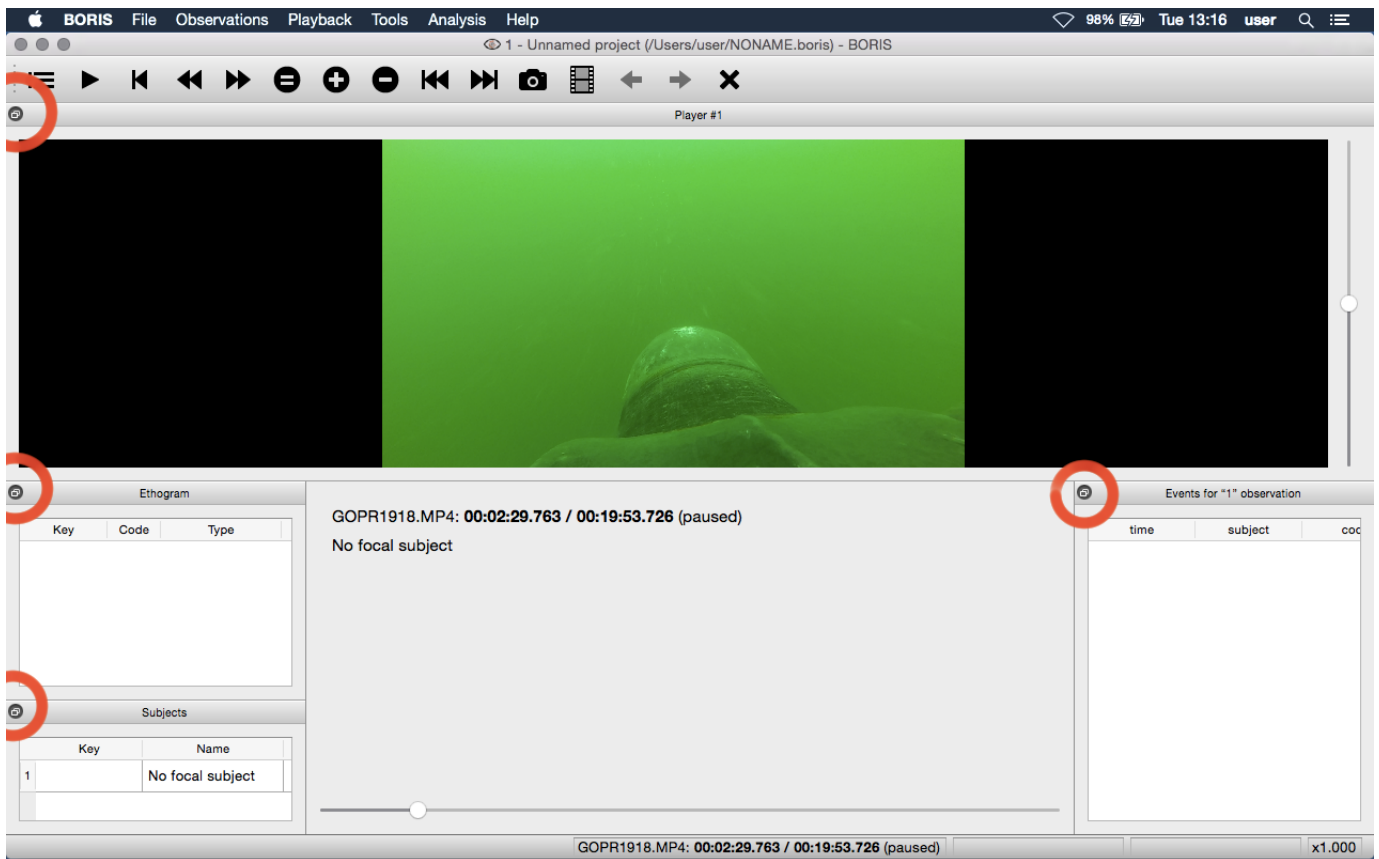 BORIS File Observations Playback Tools Analysis Help 98% Tue 13:16 user
1 - Unnamed project (/Users/user/NONAME.boris) - BORIS
Player #1
Ethogram
Key Code Type
GOPR1918.MP4: 00:02:29.763 / 00:19:53.726 (paused)
No focal subject
Events for “1” observation
time subject coc
Subjects
Key Name
1 No focal subject
GOPR1918.MP4: 00:02:29.763 / 00:19:53.726 (paused) x1.000